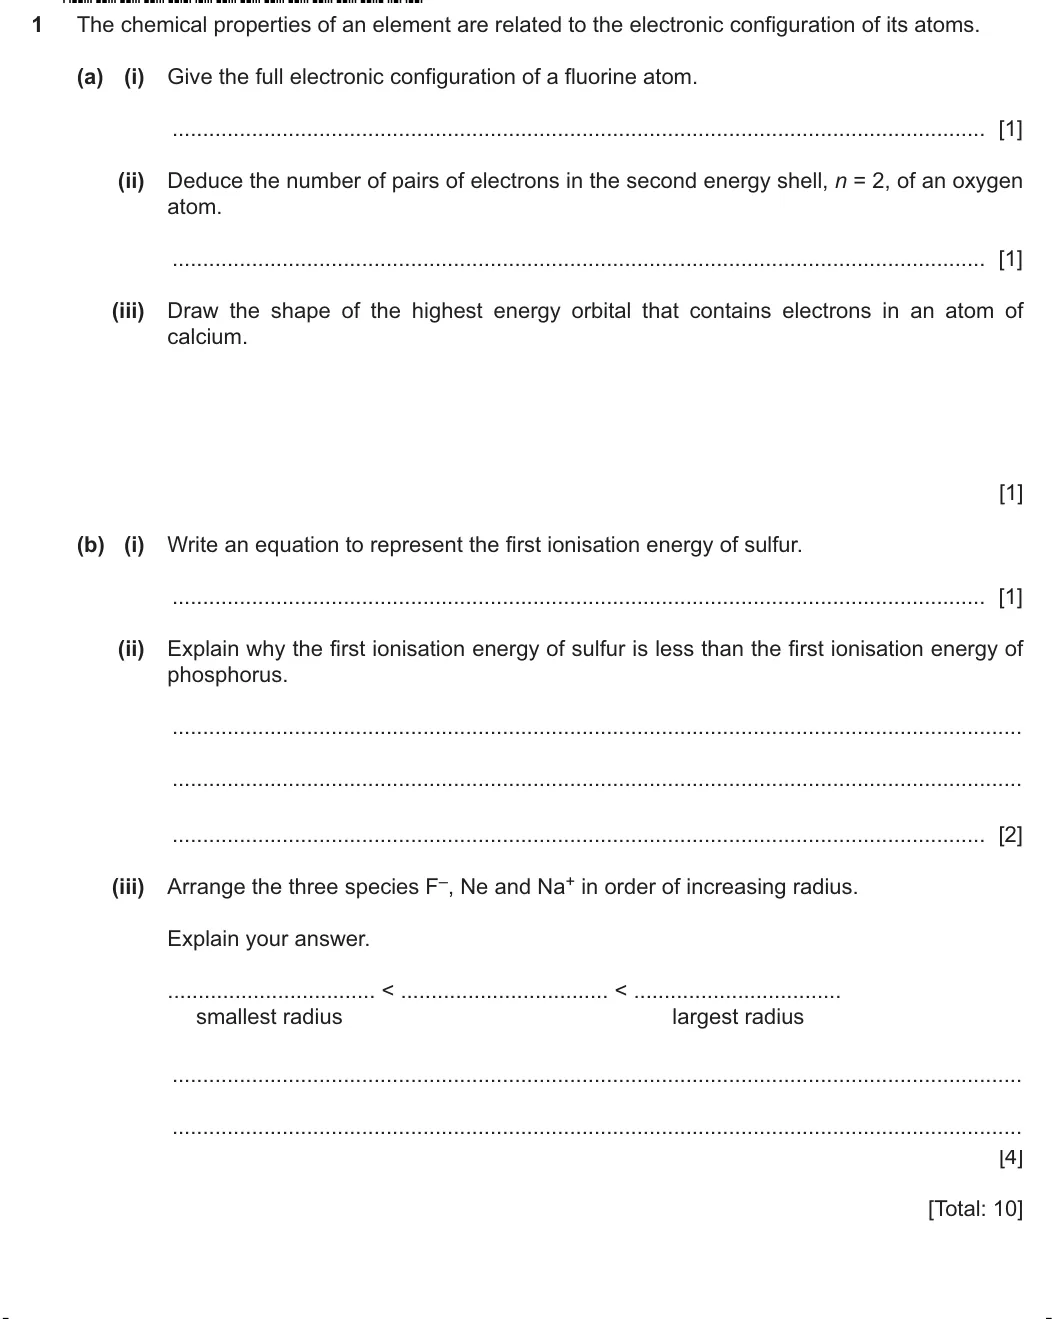 1 The chemical properties of an element are related to the electronic configuration of its atoms.
(a) (i) Give the full electronic configuration of a fluorine atom.
.......................................................................................................................................... [1]
(ii) Deduce the number of pairs of electrons in the second energy shell, n = 2, of an oxygen
atom.
.......................................................................................................................................... [1]
(iii) Draw the shape of the highest energy orbital that contains electrons in an atom of
calcium.
[1]
(b) (i) Write an equation to represent the first ionisation energy of sulfur.
.......................................................................................................................................... [1]
(ii) Explain why the first ionisation energy of sulfur is less than the first ionisation energy of
phosphorus.
................................................................................................................................................
................................................................................................................................................
.......................................................................................................................................... [2]
(iii) Arrange the three species F⁻, Ne and Na⁺ in order of increasing radius.
Explain your answer.
................................... < ................................... < ...................................
smallest radius largest radius
................................................................................................................................................
................................................................................................................................................
[4]
[Total: 10]